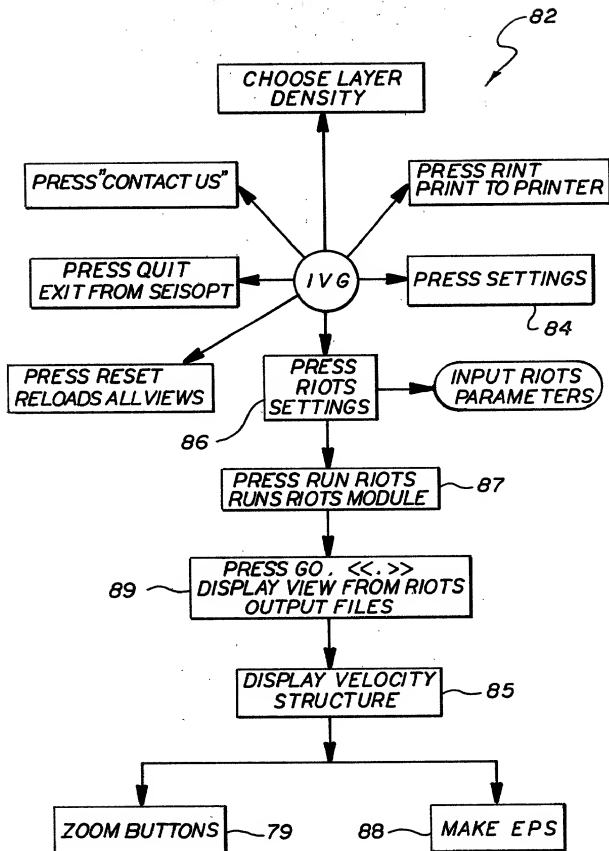 82
CHOOSE LAYER
DENSITY
PRESS "CONTACT US"
PRESS RINT
PRINT TO PRINTER
PRESS QUIT
EXIT FROM SEISOPT
IVG
PRESS SETTINGS
84
PRESS RESET
RELOADS ALL VIEWS
PRESS
RIOTS
SETTINGS
86
INPUT RIOTS
PARAMETERS
PRESS RUN RIOTS
RUNS RIOTS MODULE
87
PRESS GO. <<.>>
DISPLAY VIEW FROM RIOTS
OUTPUT FILES
89
DISPLAY VELOCITY
STRUCTURE
85
ZOOM BUTTONS
79
88
MAKE EPS